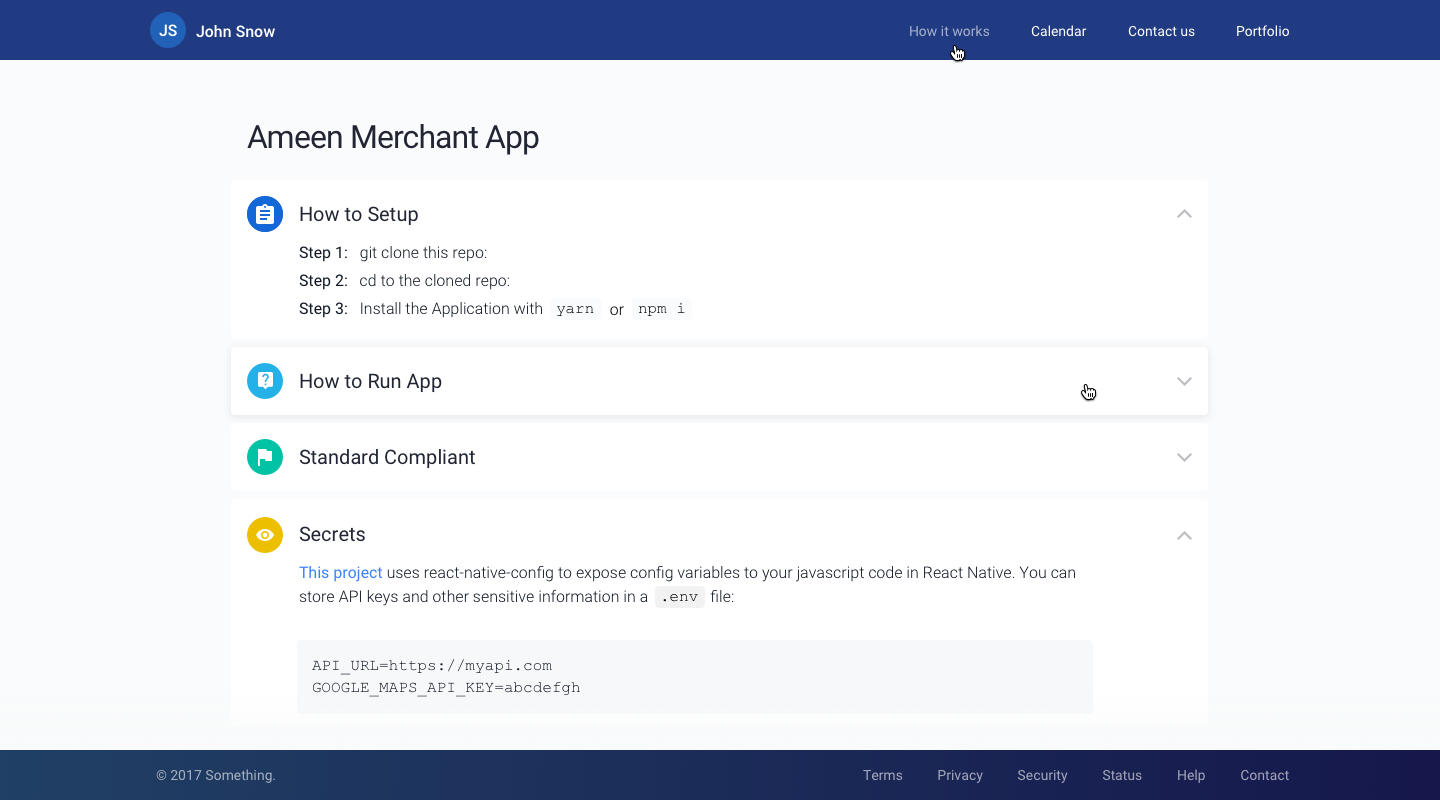 JS John Snow How it works Calendar Contact us Portfolio
Ameen Merchant App
How to Setup
Step 1: git clone this repo:
Step 2: cd to the cloned repo:
Step 3: Install the Application with yarn or npm i
How to Run App
Standard Compliant
Secrets
This project uses react-native-config to expose config variables to your javascript code in React Native. You can
store API keys and other sensitive information in a .env file:
API_URL=https://myapi.com
GOOGLE_MAPS_API_KEY=abcdefgh
© 2017 Something. Terms Privacy Security Status Help Contact